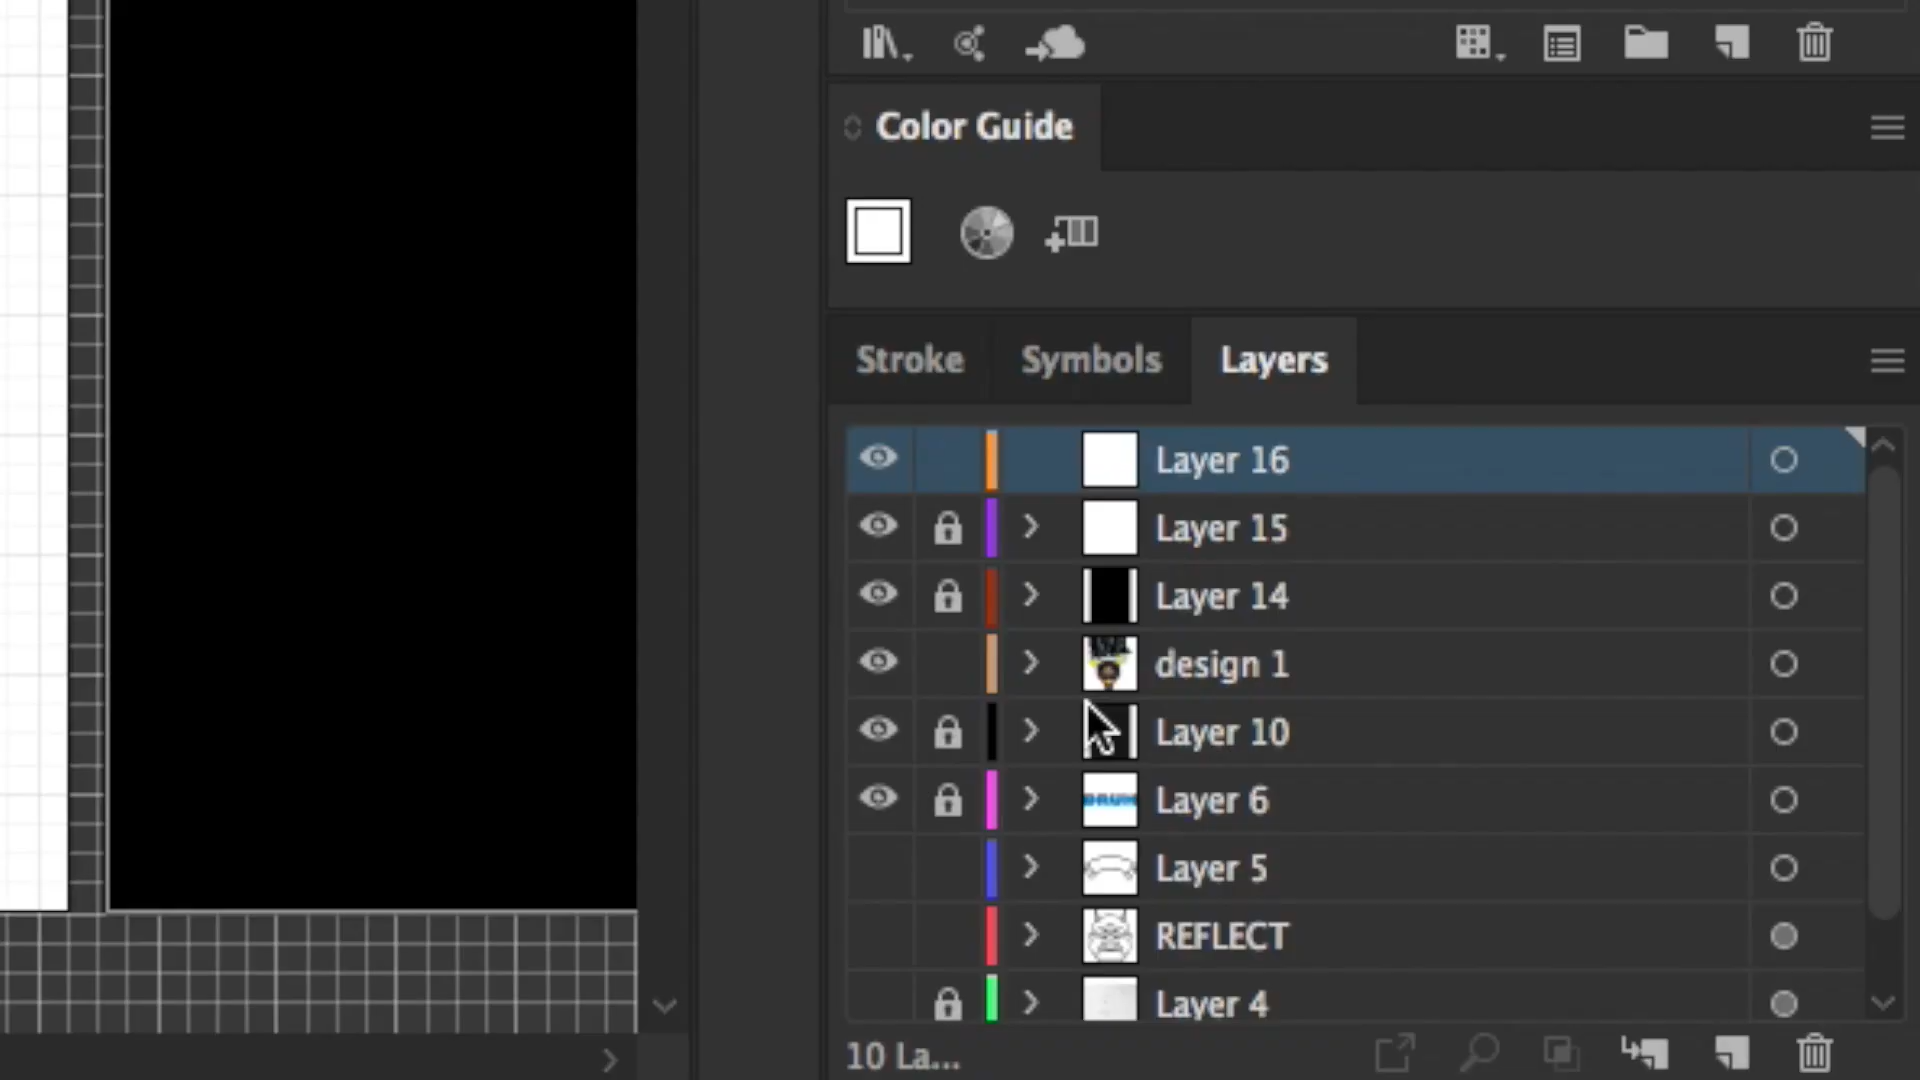 Color Guide
Stroke Symbols Layers
Layer 16
Layer 15
Layer 14
design 1
Layer 10
Layer 6
Layer 5
REFLECT
Layer 4
10 La...